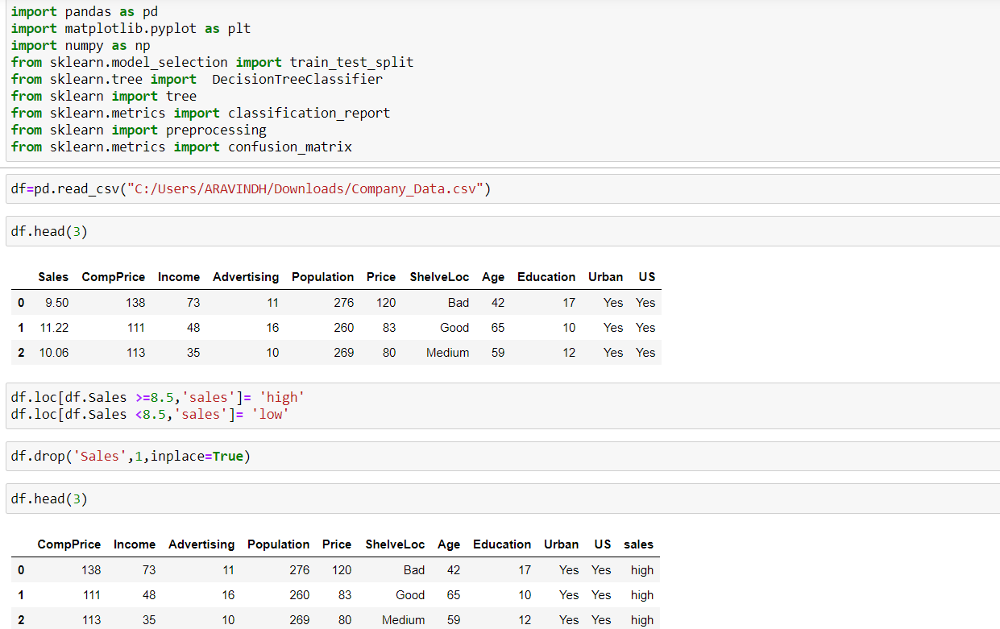 import pandas as pd
import matplotlib.pyplot as plt
import numpy as np
from sklearn.model_selection import train_test_split
from sklearn.tree import  DecisionTreeClassifier
from sklearn import tree
from sklearn.metrics import classification_report
from sklearn import preprocessing
from sklearn.metrics import confusion_matrix
df=pd.read_csv("C:/Users/ARAVINDH/Downloads/Company_Data.csv")
df.head(3)
Sales CompPrice Income Advertising Population Price ShelveLoc Age Education Urban US
0 9.50 138 73 11 276 120 Bad 42 17 Yes Yes
1 11.22 111 48 16 260 83 Good 65 10 Yes Yes
2 10.06 113 35 10 269 80 Medium 59 12 Yes Yes
df.loc[df.Sales >=8.5,'sales']= 'high'
df.loc[df.Sales <8.5,'sales']= 'low'
df.drop('Sales',1,inplace=True)
df.head(3)
CompPrice Income Advertising Population Price ShelveLoc Age Education Urban US sales
0 138 73 11 276 120 Bad 42 17 Yes Yes high
1 111 48 16 260 83 Good 65 10 Yes Yes high
2 113 35 10 269 80 Medium 59 12 Yes Yes high